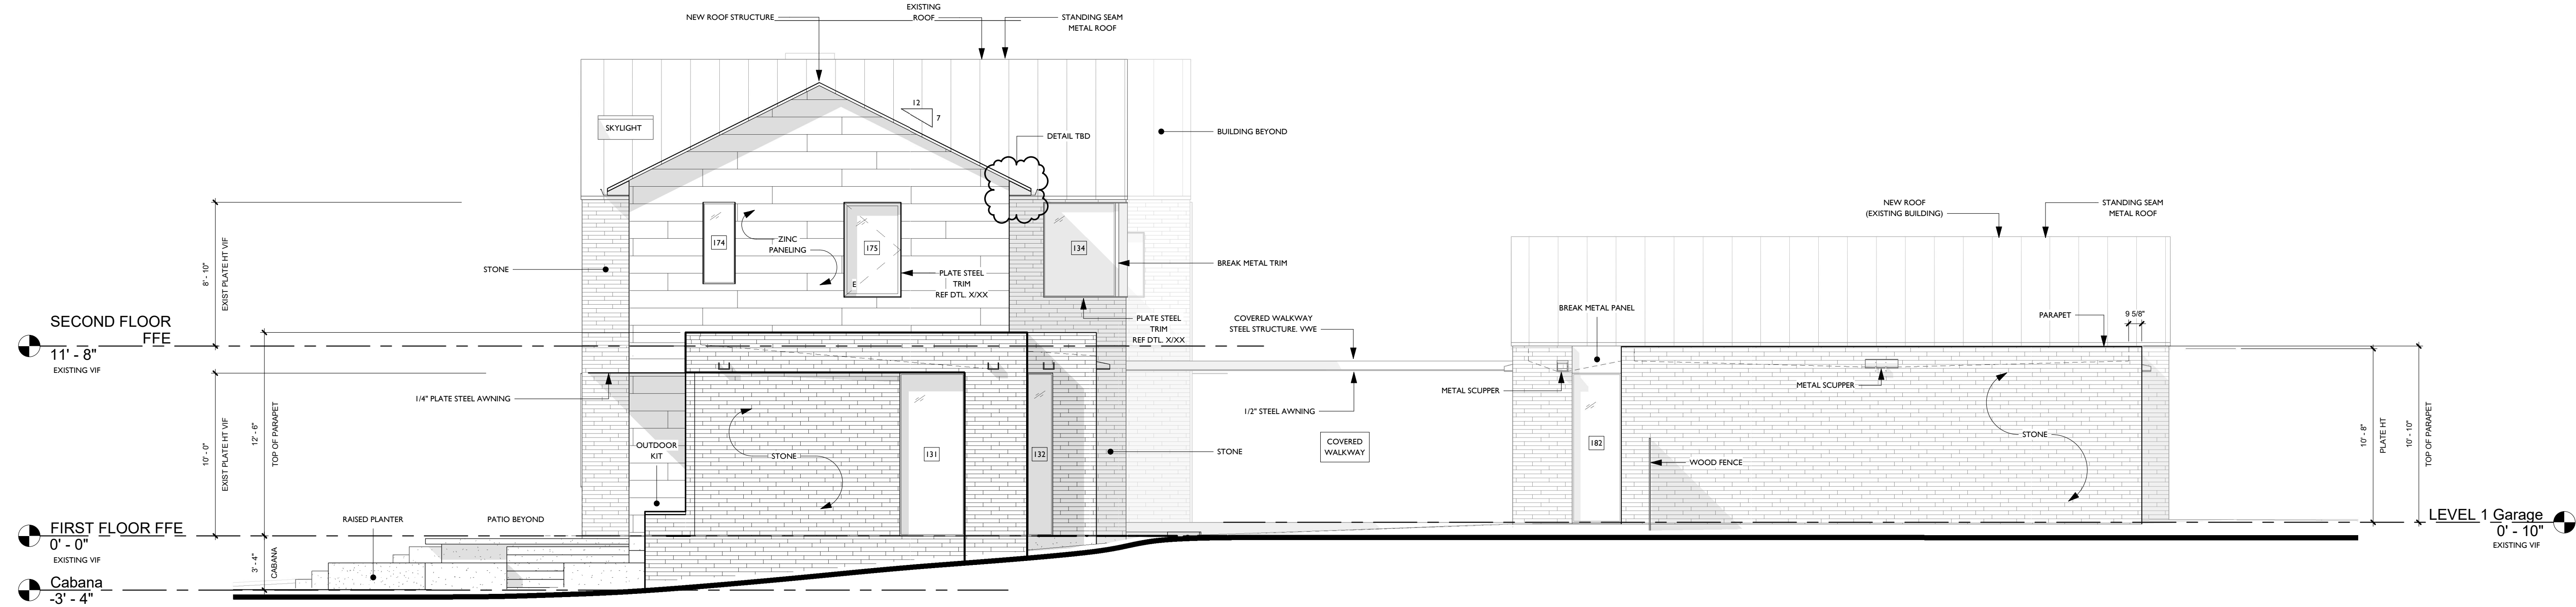 NEW ROOF STRUCTURE
EXISTING
ROOF
STANDING SEAM
METAL ROOF
SKYLIGHT
12
7
DETAIL TBD
BUILDING BEYOND
NEW ROOF
(EXISTING BUILDING)
STANDING SEAM
METAL ROOF
174
ZINC
PANELING
175
E
134
STONE
PLATE STEEL
TRIM
REF DTL. X/XX
BREAK METAL TRIM
8' - 10"
EXIST PLATE HT VIF
SECOND FLOOR
FFE
11' - 8"
EXISTING VIF
PLATE STEEL
TRIM
REF DTL. X/XX
COVERED WALKWAY
STEEL STRUCTURE. VWE
BREAK METAL PANEL
PARAPET
9 5/8"
METAL SCUPPER
METAL SCUPPER
1/4" PLATE STEEL AWNING
1/2" STEEL AWNING
10' - 0"
EXIST PLATE HT VIF
12' - 6"
TOP OF PARAPET
OUTDOOR
KIT
STONE
131
132
STONE
COVERED
WALKWAY
182
WOOD FENCE
STONE
10' - 8"
PLATE HT
10' - 10"
TOP OF PARAPET
RAISED PLANTER
PATIO BEYOND
FIRST FLOOR FFE
0' - 0"
EXISTING VIF
3' - 4"
CABANA
Cabana
-3' - 4"
LEVEL 1 Garage
0' - 10"
EXISTING VIF